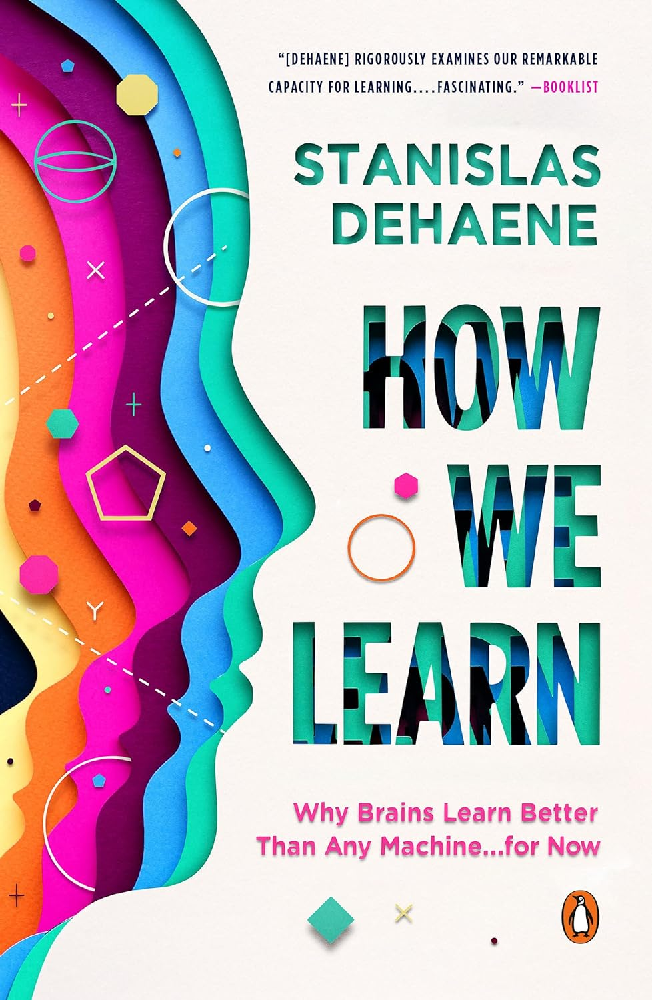 “[DEHAENE] RIGOROUSLY EXAMINES OUR REMARKABLE
CAPACITY FOR LEARNING....FASCINATING.” —BOOKLIST
STANISLAS
DEHAENE
HOW
WE
LEARN
Why Brains Learn Better
Than Any Machine...for Now